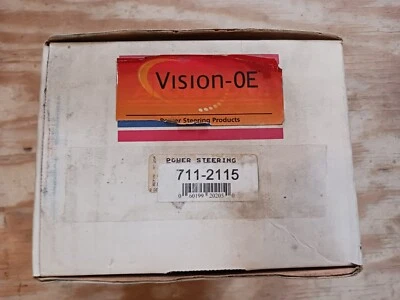 Vision-OE
Power Steering Products
POWER STEERING
711-2115